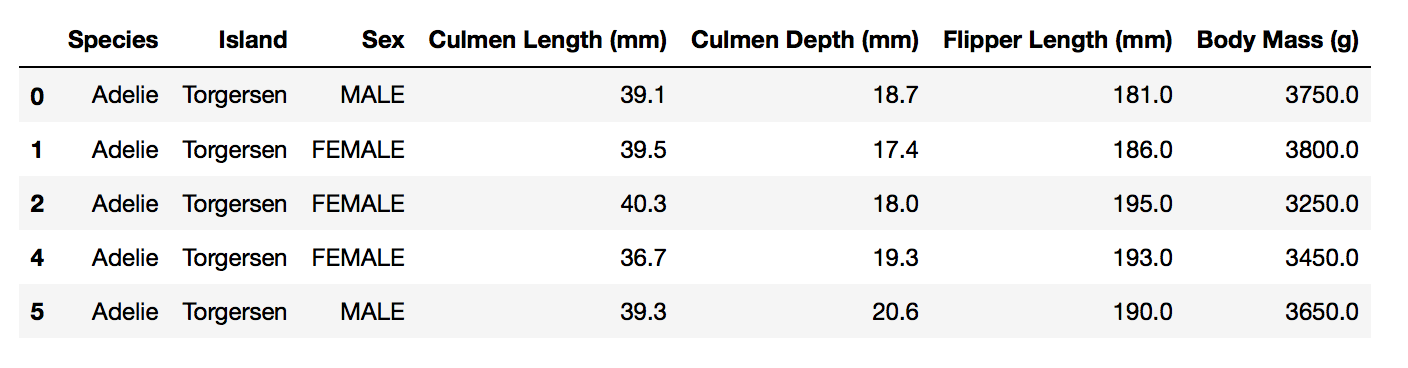 Species Island Sex Culmen Length (mm) Culmen Depth (mm) Flipper Length (mm) Body Mass (g)
0 Adelie Torgersen MALE 39.1 18.7 181.0 3750.0
1 Adelie Torgersen FEMALE 39.5 17.4 186.0 3800.0
2 Adelie Torgersen FEMALE 40.3 18.0 195.0 3250.0
4 Adelie Torgersen FEMALE 36.7 19.3 193.0 3450.0
5 Adelie Torgersen MALE 39.3 20.6 190.0 3650.0